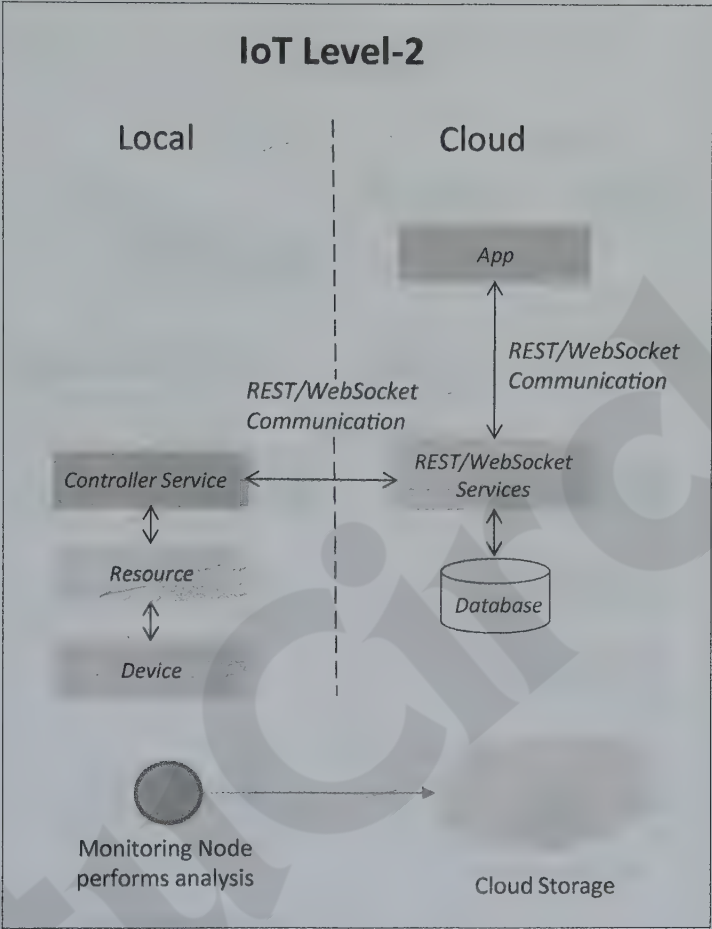 IoT Level-2
Local
Cloud
App
REST/WebSocket
Communication
REST/WebSocket
Communication
Controller Service
REST/WebSocket
Services
Resource
Database
Device
Monitoring Node
performs analysis
Cloud Storage